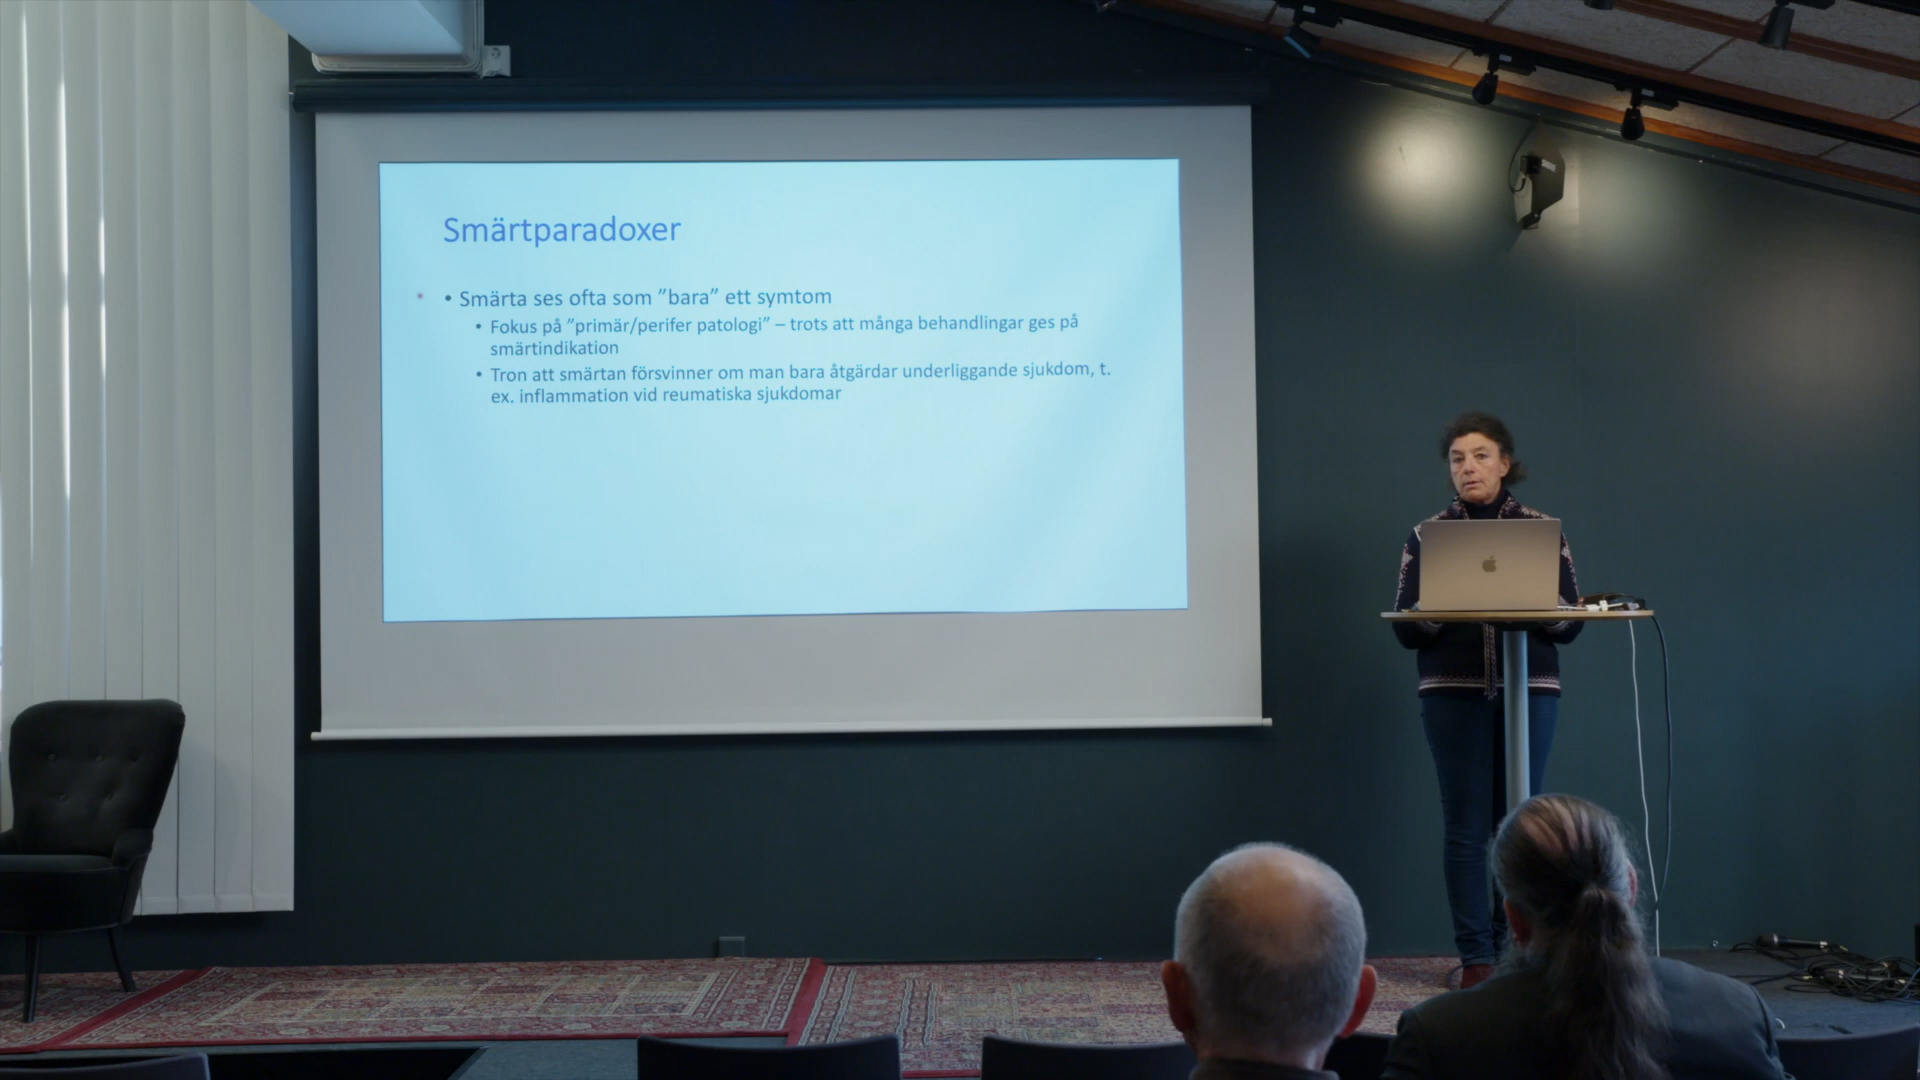 Smärtparadoxer
• Smärta ses ofta som ”bara” ett symtom
• Fokus på ”primär/perifer patologi” – trots att många behandlingar ges på
smärtindikation
• Tron att smärtan försvinner om man bara åtgärdar underliggande sjukdom, t.
ex. inflammation vid reumatiska sjukdomar